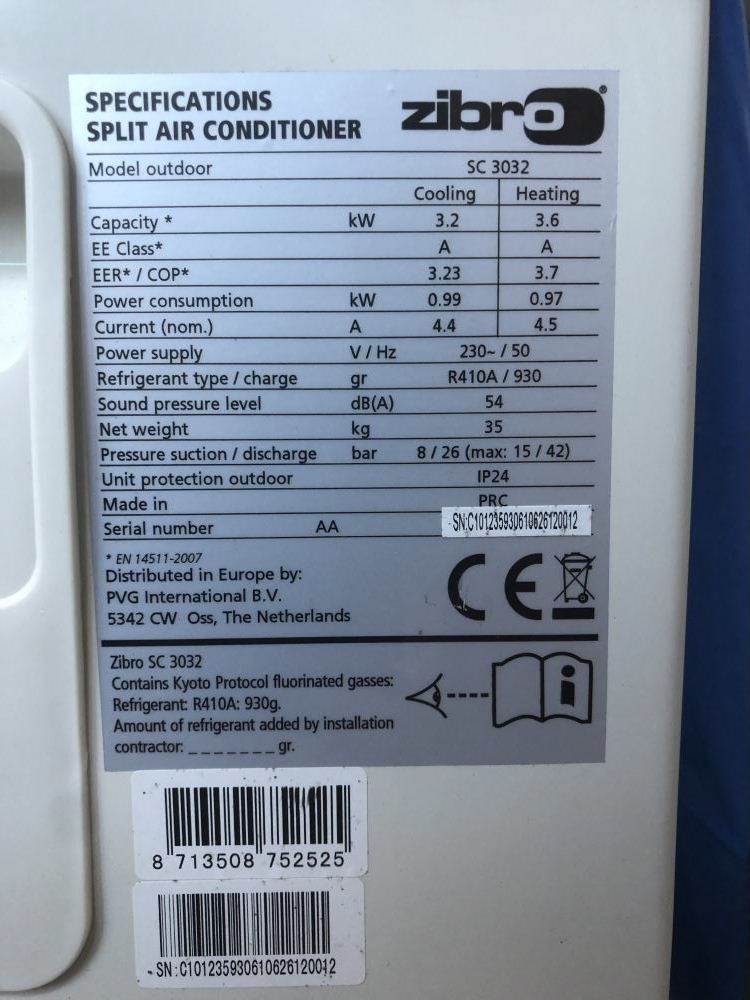 SPECIFICATIONS
SPLIT AIR CONDITIONER
zibro®
Model outdoor SC 3032
Cooling Heating
Capacity * kW 3.2 3.6
EE Class* A A
EER* / COP* 3.23 3.7
Power consumption kW 0.99 0.97
Current (nom.) A 4.4 4.5
Power supply V / Hz 230~ / 50
Refrigerant type / charge gr R410A / 930
Sound pressure level dB(A) 54
Net weight kg 35
Pressure suction / discharge bar 8 / 26 (max: 15 / 42)
Unit protection outdoor IP24
Made in PRC
Serial number AA SN:C101235930610626120012
* EN 14511-2007
Distributed in Europe by:
PVG International B.V.
5342 CW Oss, The Netherlands
CE
Zibro SC 3032
Contains Kyoto Protocol fluorinated gasses:
Refrigerant: R410A: 930g.
Amount of refrigerant added by installation
contractor: _ _ _ _ _ _ _ gr.
i
8 713508 752525
SN:C101235930610626120012